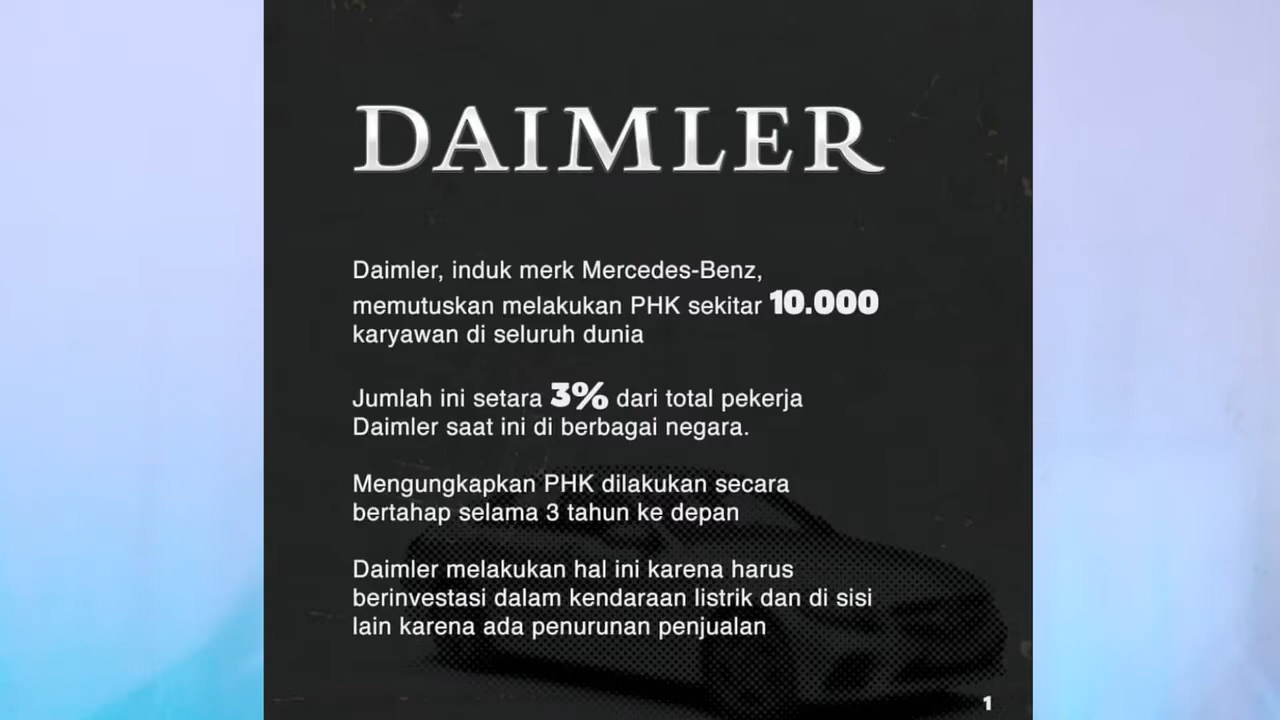 DAIMLER
Daimler, induk merk Mercedes-Benz,
memutuskan melakukan PHK sekitar 10.000
karyawan di seluruh dunia
Jumlah ini setara 3% dari total pekerja
Daimler saat ini di berbagai negara.
Mengungkapkan PHK dilakukan secara
bertahap selama 3 tahun ke depan
Daimler melakukan hal ini karena harus
berinvestasi dalam kendaraan listrik dan di sisi
lain karena ada penurunan penjualan
1